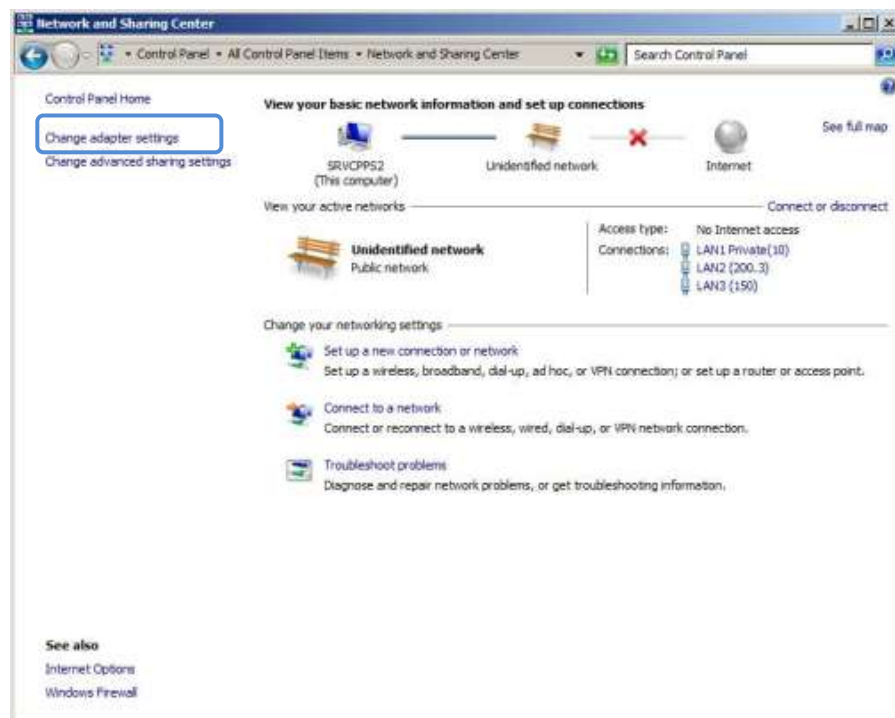 Network and Sharing Center
Control Panel • All Control Panel Items • Network and Sharing Center
Search Control Panel
Control Panel Home
Change adapter settings
Change advanced sharing settings
View your basic network information and set up connections
See full map
SRVCPPS2
(This computer)
Unidentified network
Internet
View your active networks
Connect or disconnect
Unidentified network
Public network
Access type: No Internet access
Connections: LAN1 Private(10)
LAN2 (200.3)
LAN3 (150)
Change your networking settings
Set up a new connection or network
Set up a wireless, broadband, dial-up, ad hoc, or VPN connection; or set up a router or access point.
Connect to a network
Connect or reconnect to a wireless, wired, dial-up, or VPN network connection.
Troubleshoot problems
Diagnose and repair network problems, or get troubleshooting information.
See also
Internet Options
Windows Firewall